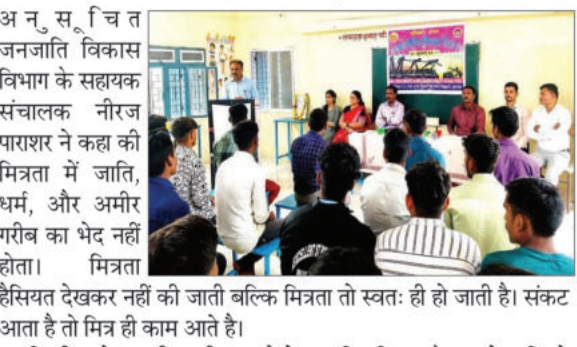 अनुसूचित
जनजाति विकास
विभाग के सहायक
संचालक नीरज
पाराशर ने कहा की
मित्रता में जाति,
धर्म, और अमीर
गरीब का भेद नहीं
होता। मित्रता
हैसियत देखकर नहीं की जाती बल्कि मित्रता तो स्वतः ही हो जाती है। संकट
आता है तो मित्र ही काम आते है।